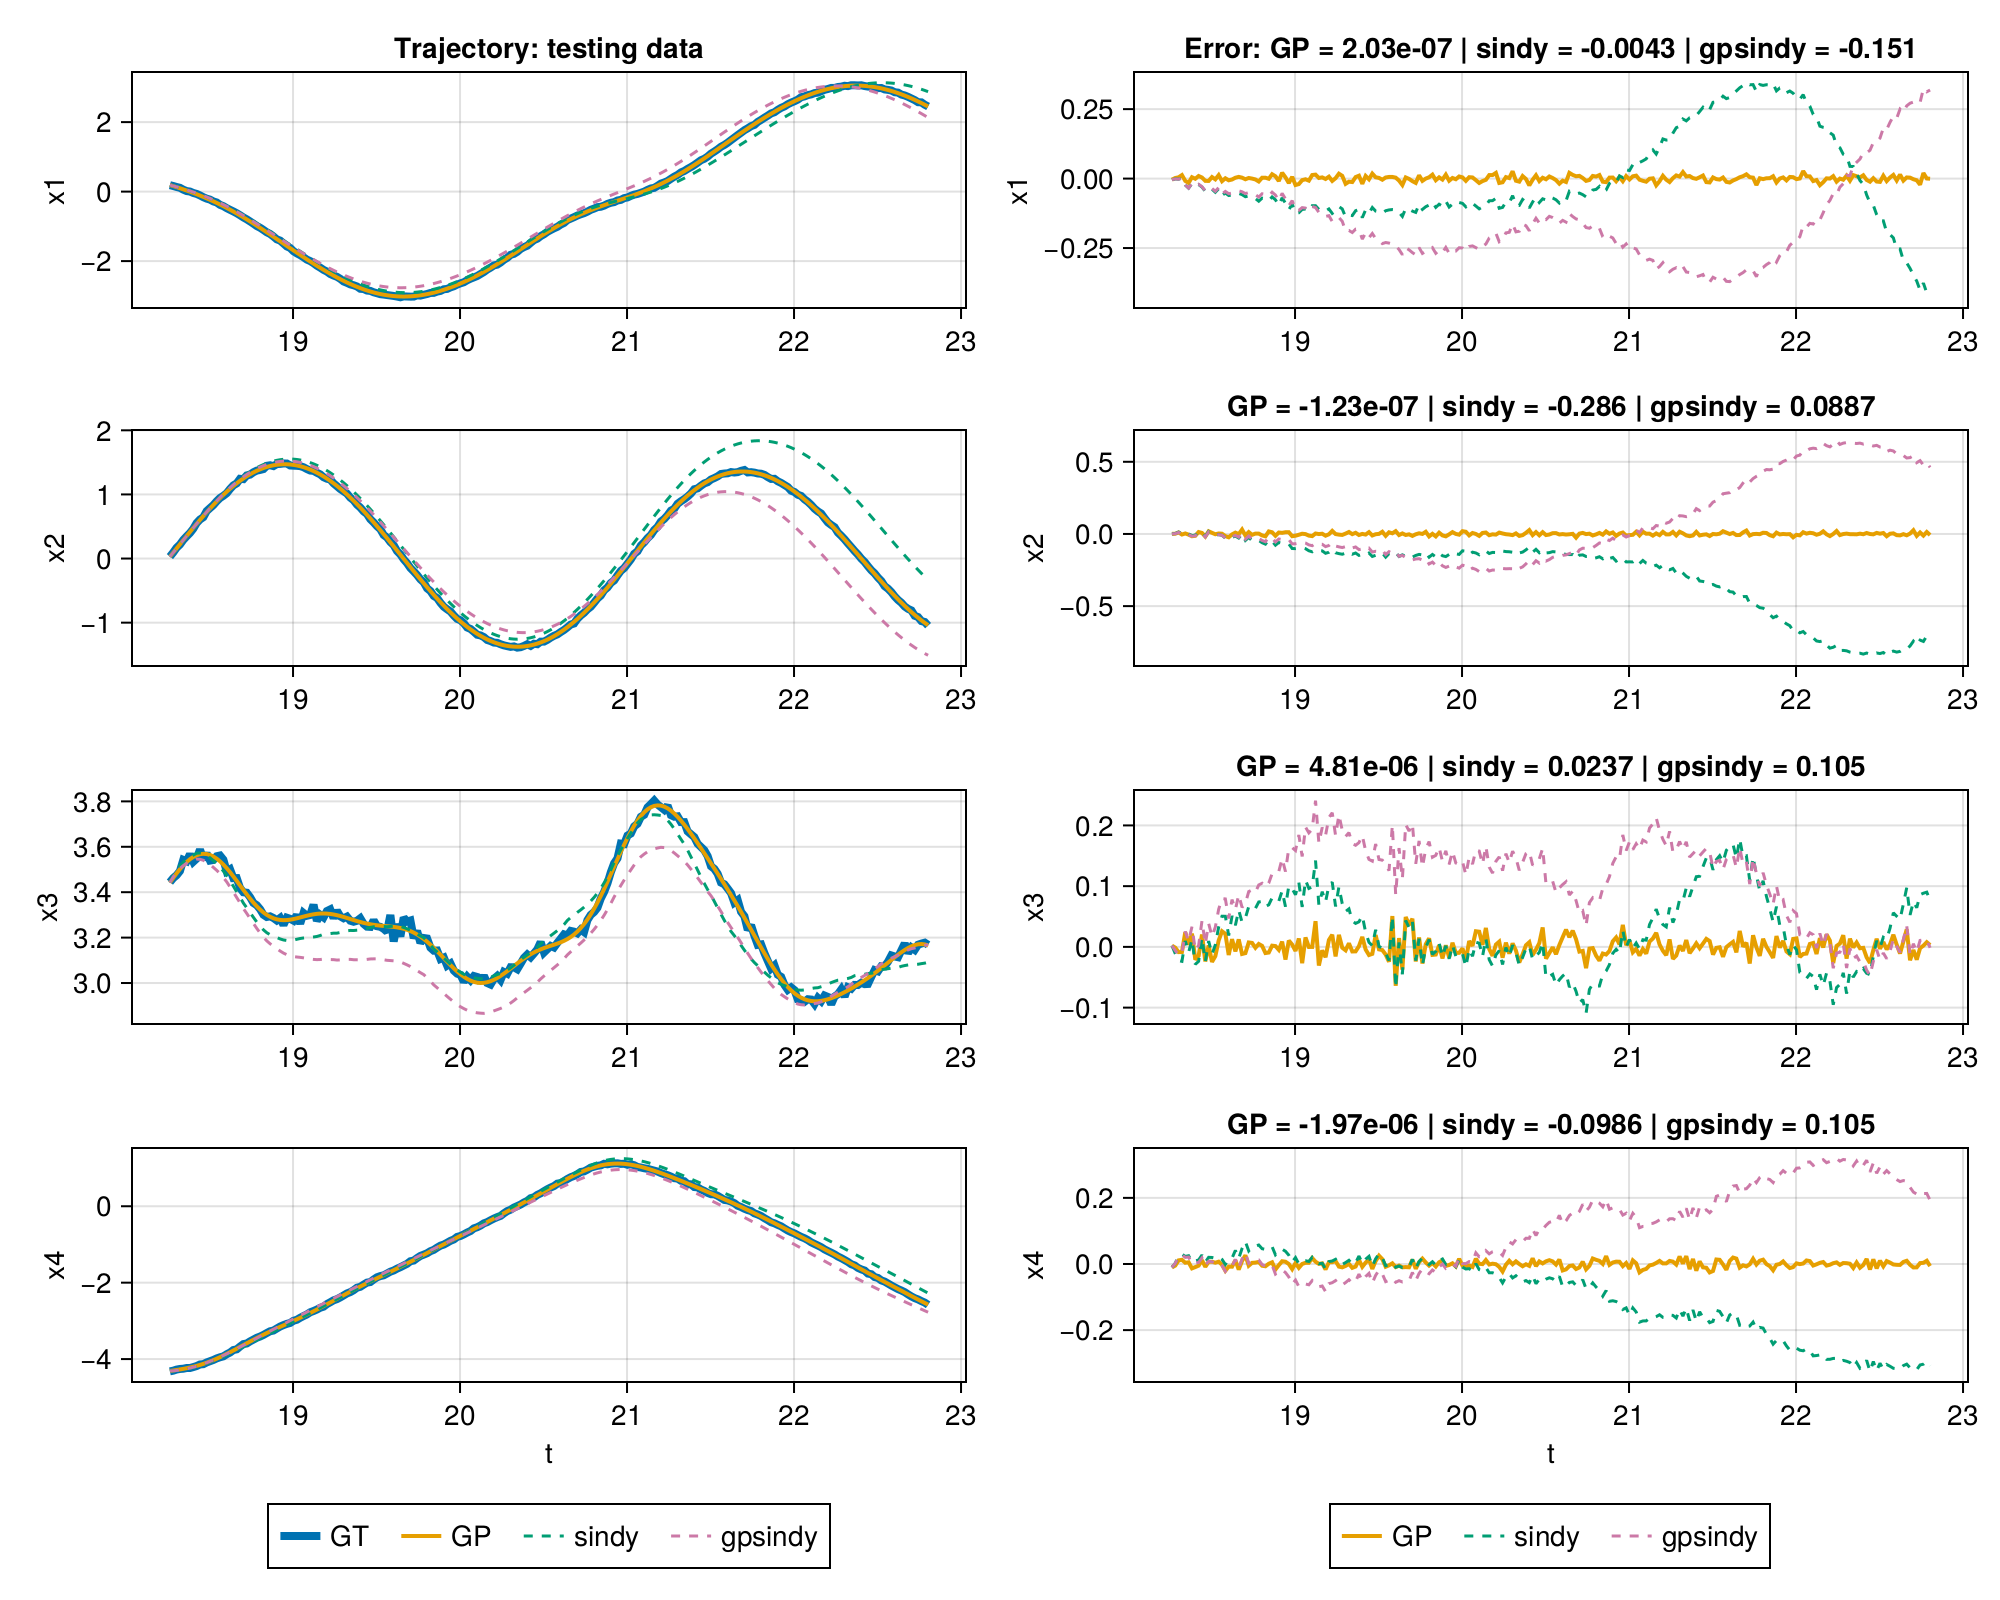 Trajectory: testing data
x1
2
0
−2
19 20 21 22 23
Error: GP = 2.03e-07 | sindy = -0.0043 | gpsindy = -0.151
x1
0.25
0.00
−0.25
19 20 21 22 23
x2
2
1
0
−1
19 20 21 22 23
GP = -1.23e-07 | sindy = -0.286 | gpsindy = 0.0887
x2
0.5
0.0
−0.5
19 20 21 22 23
x3
3.8
3.6
3.4
3.2
3.0
19 20 21 22 23
GP = 4.81e-06 | sindy = 0.0237 | gpsindy = 0.105
x3
0.2
0.1
0.0
−0.1
19 20 21 22 23
x4
0
−2
−4
19 20 21 22 23
t
GP = -1.97e-06 | sindy = -0.0986 | gpsindy = 0.105
x4
0.2
0.0
−0.2
19 20 21 22 23
t
GT GP sindy gpsindy
GP sindy gpsindy